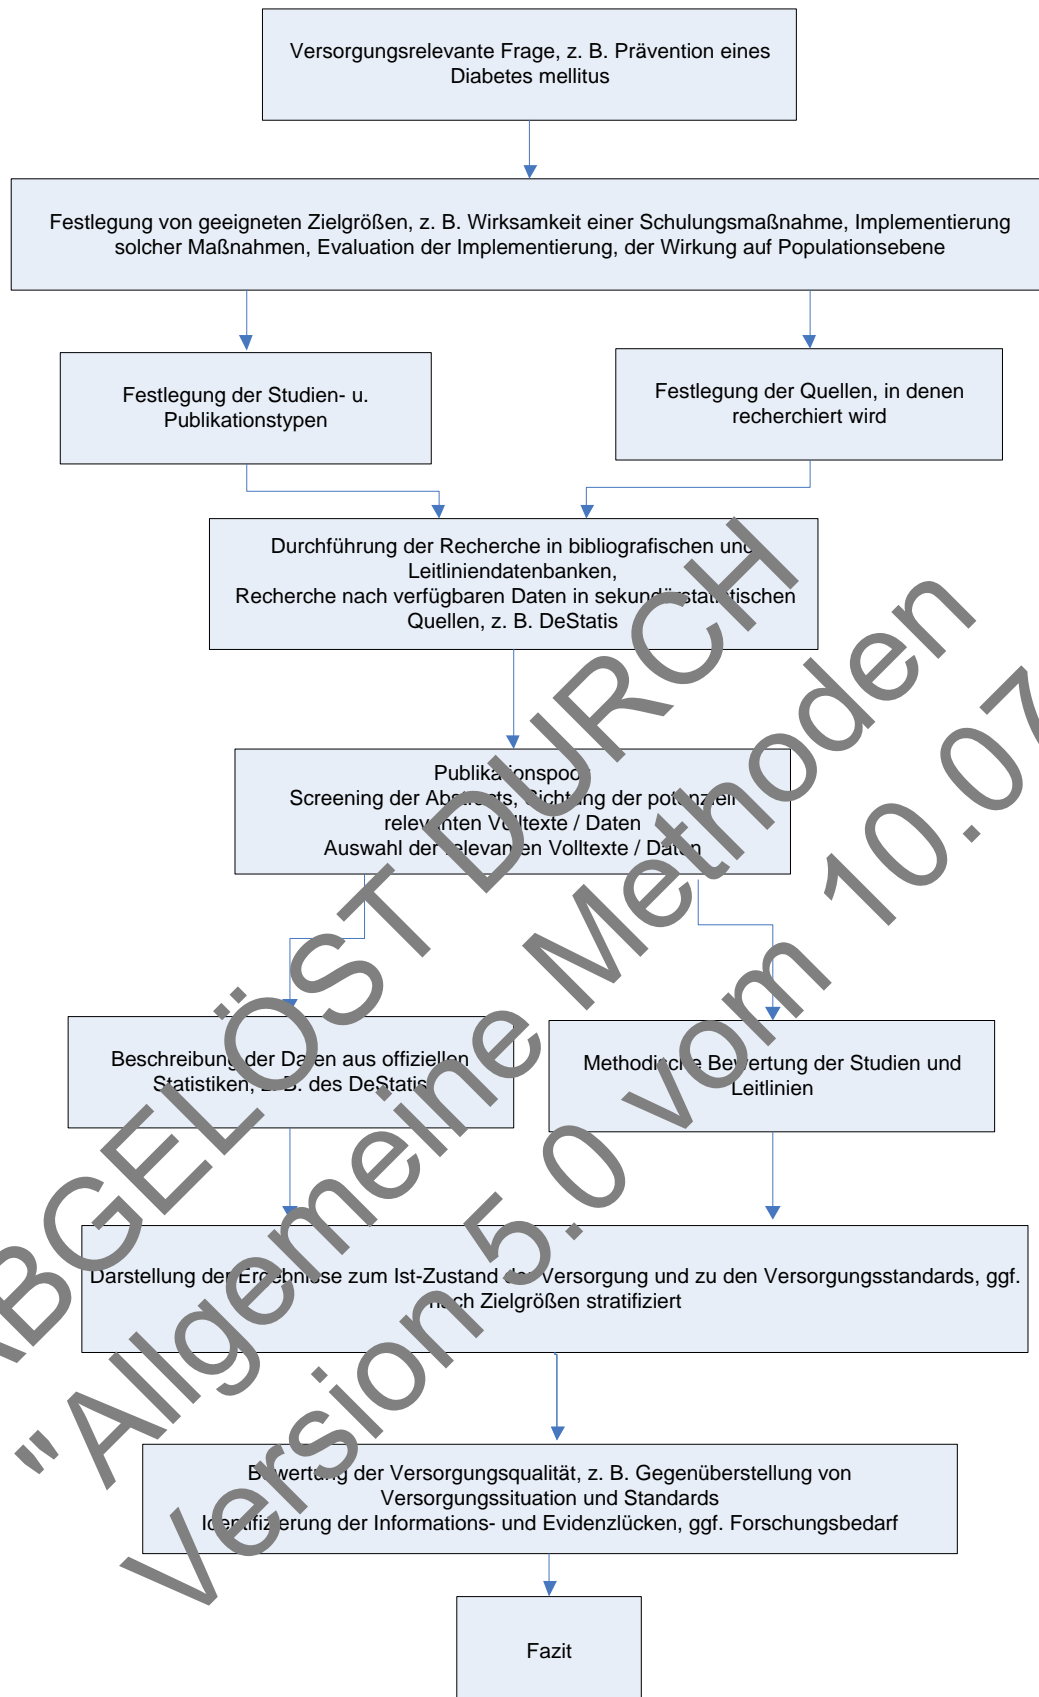 Versorgungsrelevante Frage, z. B. Prävention eines
Diabetes mellitus
Festlegung von geeigneten Zielgrößen, z. B. Wirksamkeit einer Schulungsmaßnahme, Implementierung
solcher Maßnahmen, Evaluation der Implementierung, der Wirkung auf Populationsebene
Festlegung der Studien- u.
Publikationstypen
Festlegung der Quellen, in denen
recherchiert wird
Durchführung der Recherche in bibliografischen und
Leitliniendatenbanken,
Recherche nach verfügbaren Daten in sekundärstatistischen
Quellen, z. B. DeStatis
Publikationspool
Screening der Abstracts, Sichtung der potenziell
relevanten Volltexte / Daten
Auswahl der relevanten Volltexte / Daten
Beschreibung der Daten aus offiziellen
Statistiken, z. B. des DeStatis
Methodische Bewertung der Studien und
Leitlinien
Darstellung der Ergebnisse zum Ist-Zustand der Versorgung und zu den Versorgungsstandards, ggf.
nach Zielgrößen stratifiziert
Bewertung der Versorgungsqualität, z. B. Gegenüberstellung von
Versorgungssituation und Standards
Identifizierung der Informations- und Evidenzlücken, ggf. Forschungsbedarf
Fazit
ABGELÖST DURCH
"Allgemeine Methoden
Version 5.0 vom 10.07